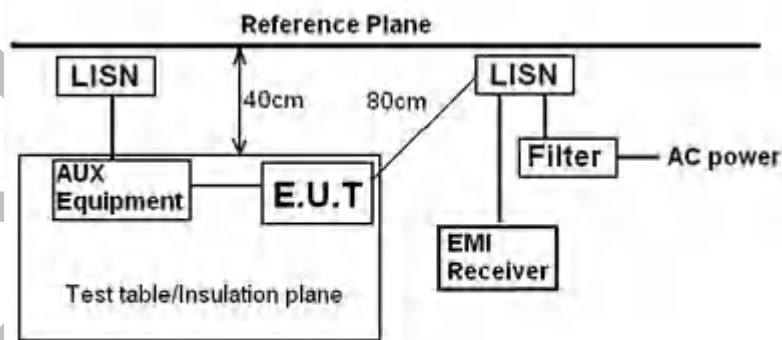 Reference Plane
LISN
40cm
80cm
LISN
Filter
AC power
AUX
Equipment
E.U.T
EMI
Receiver
Test table/Insulation plane